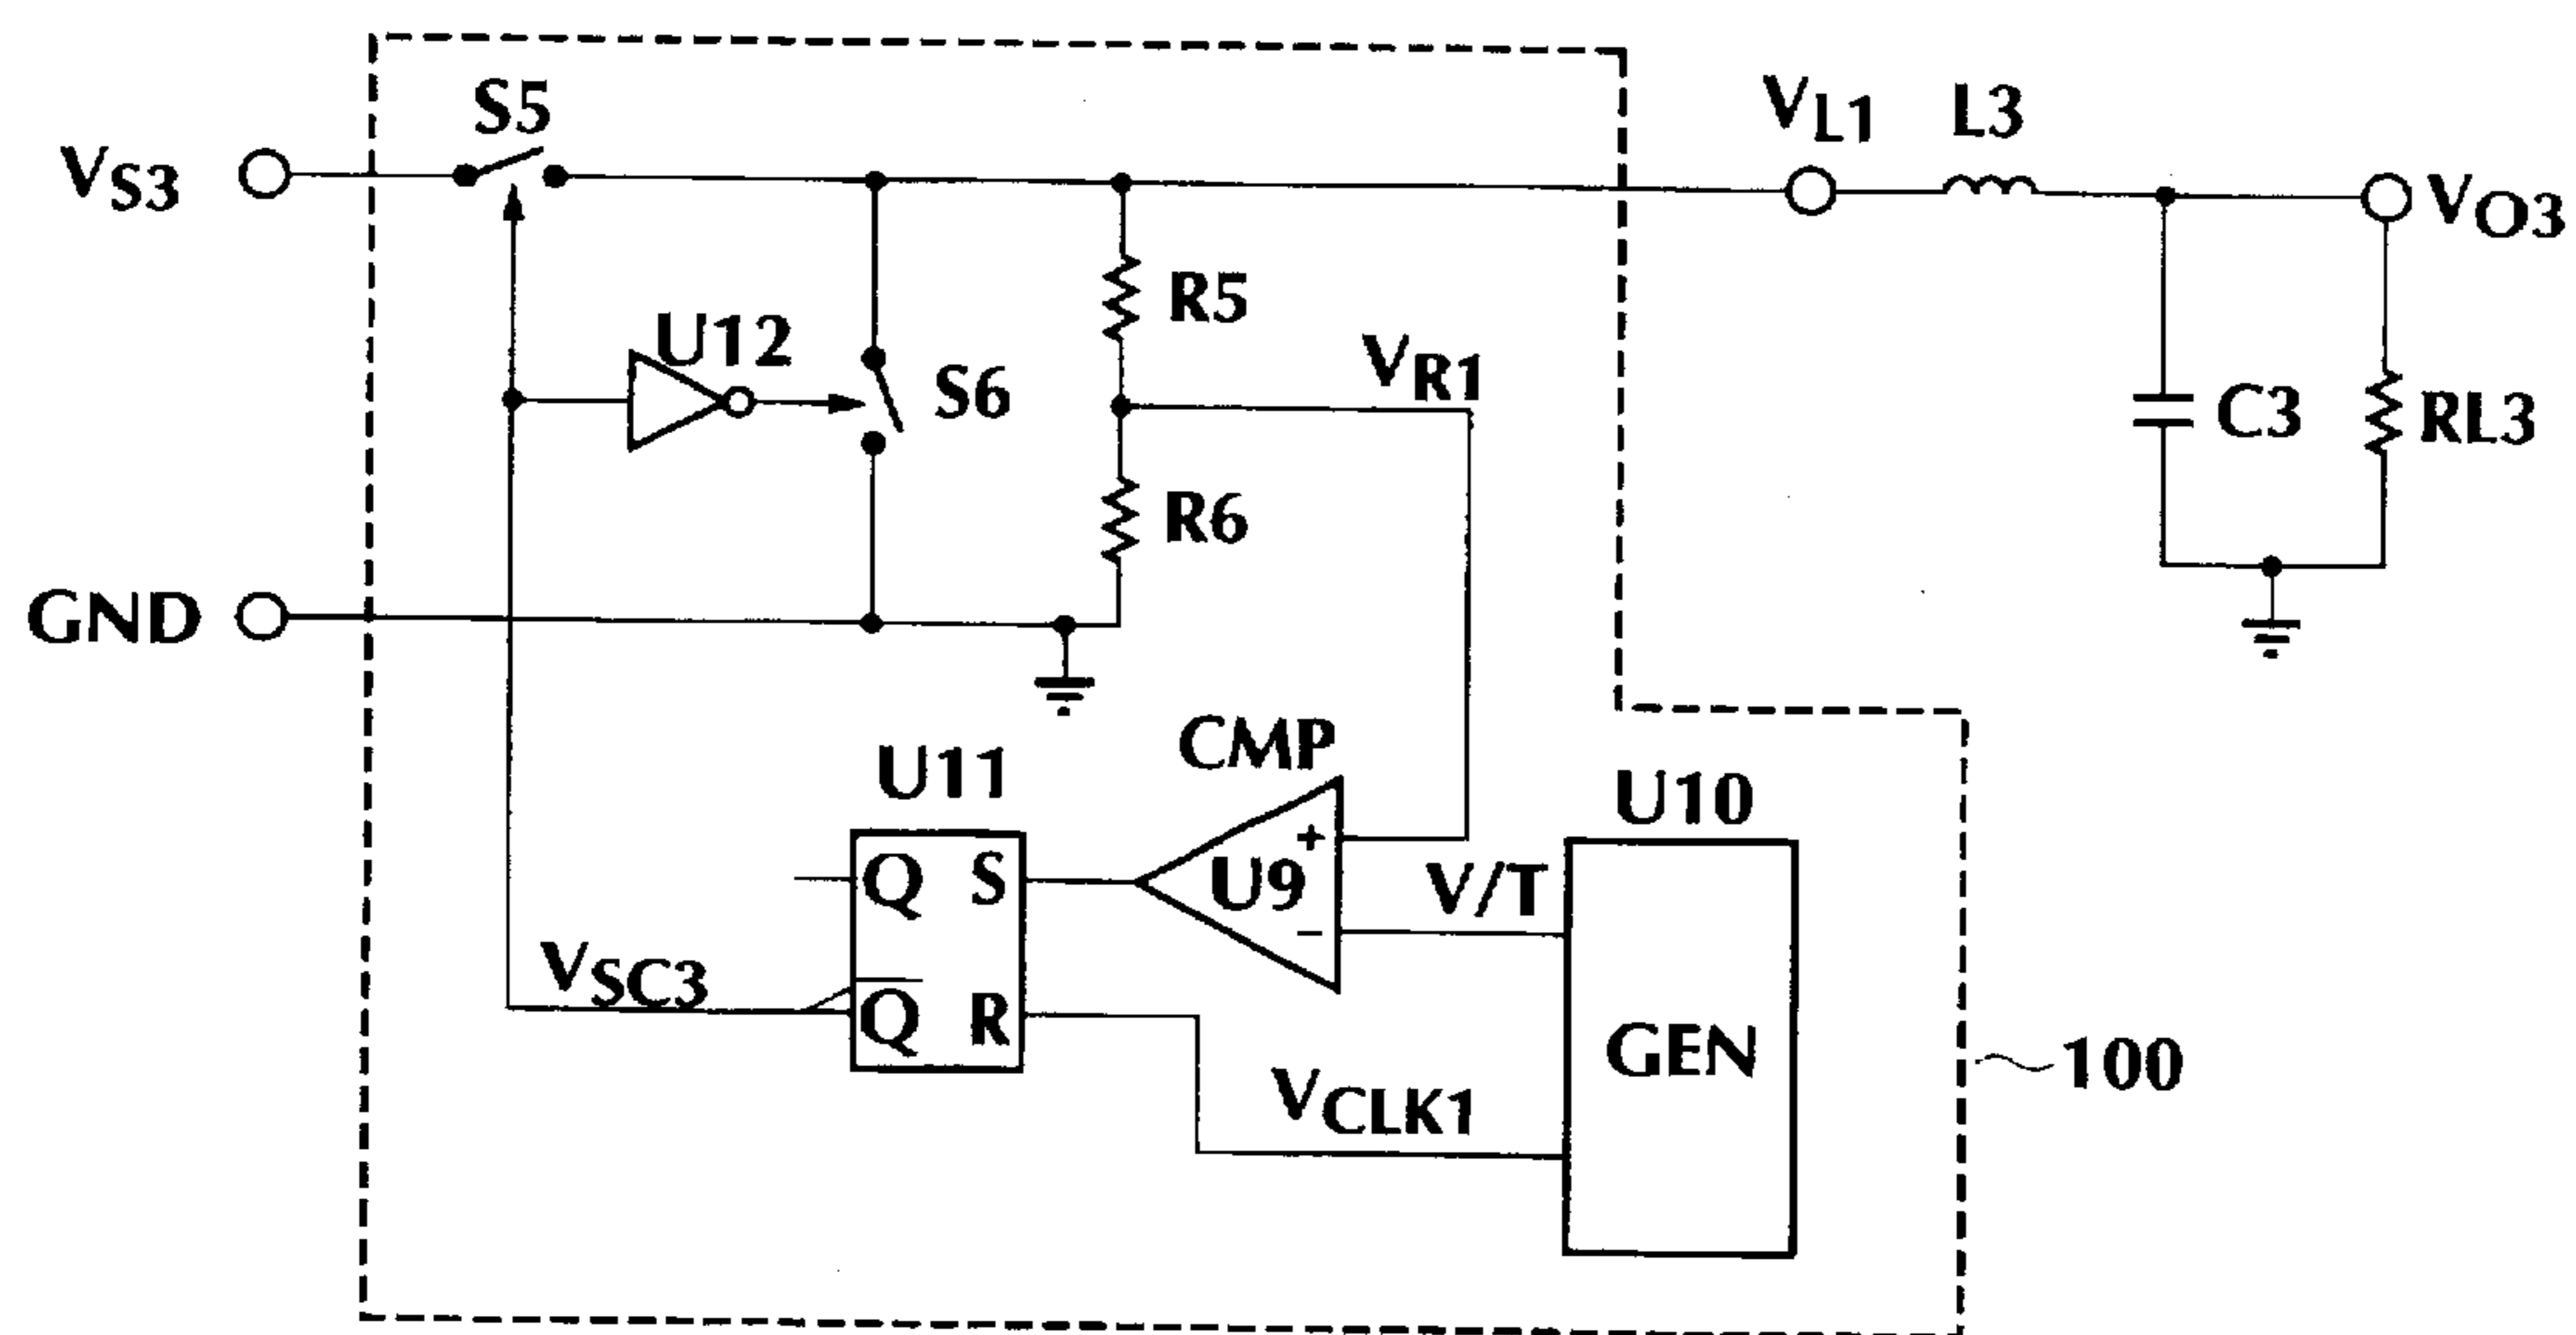 S5
VS3
VL1
L3
VO3
U12
S6
R5
VR1
C3
RL3
R6
GND
CMP
U11
U10
+
Q S
U9
V/T
−
VSC3
Q̅ R
GEN
VCLK1
100